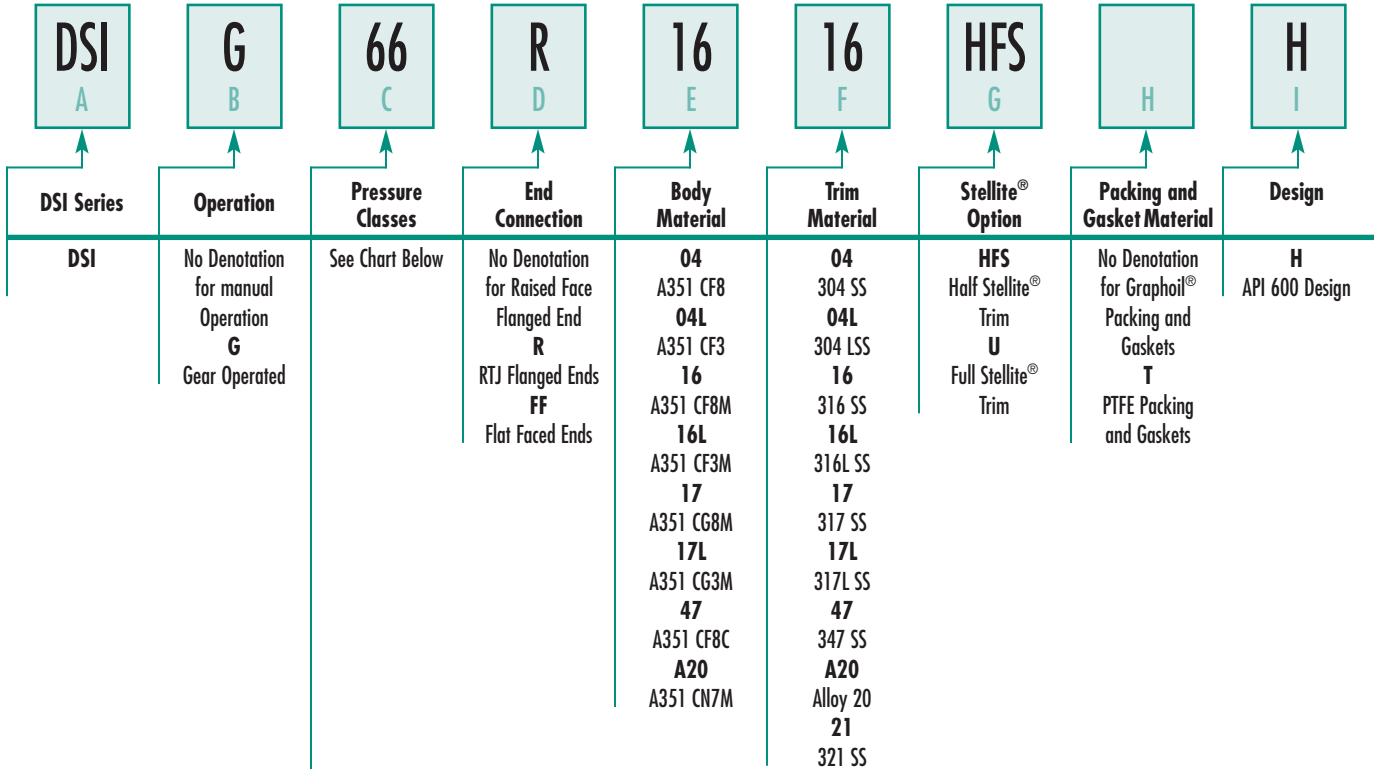 DSI
A
G
B
66
C
R
D
16
E
16
F
HFS
G
H
H
I
DSI Series
Operation
Pressure
Classes
End
Connection
Body
Material
Trim
Material
Stellite®
Option
Packing and
Gasket Material
Design
DSI
No Denotation
for manual
Operation
G
Gear Operated
See Chart Below
No Denotation
for Raised Face
Flanged End
R
RTJ Flanged Ends
FF
Flat Faced Ends
04
A351 CF8
04L
A351 CF3
16
A351 CF8M
16L
A351 CF3M
17
A351 CG8M
17L
A351 CG3M
47
A351 CF8C
A20
A351 CN7M
04
304 SS
04L
304 LSS
16
316 SS
16L
316L SS
17
317 SS
17L
317L SS
47
347 SS
A20
Alloy 20
21
321 SS
HFS
Half Stellite®
Trim
U
Full Stellite®
Trim
No Denotation
for Graphoil®
Packing and
Gaskets
T
PTFE Packing
and Gaskets
H
API 600 Design